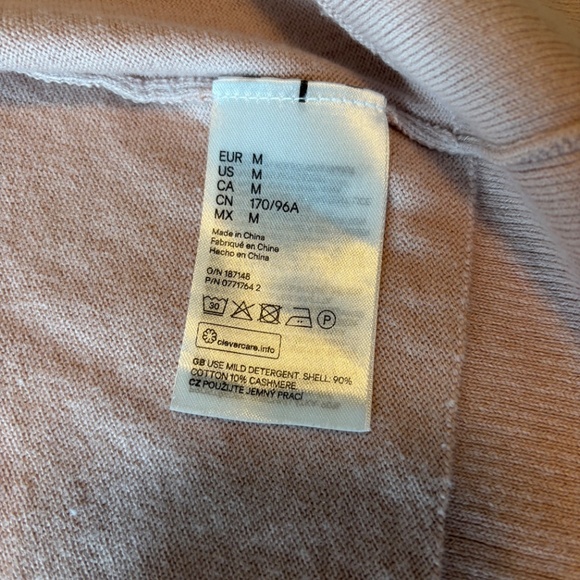 EUR M
US M
CA M
CN 170/96A
MX M
Made in China
Fabriqué en Chine
Hecho en China
O/N 187148
P/N 0771764 2
30 P
clevercare.info
GB USE MILD DETERGENT. SHELL: 90%
COTTON 10% CASHMERE
CZ POUŽIJTE JEMNÝ PRACÍ